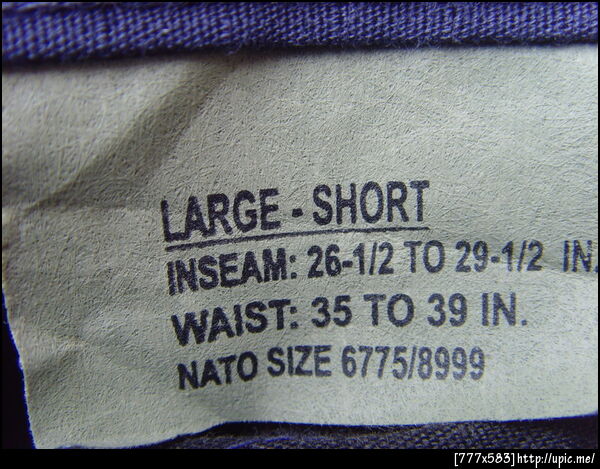 LARGE - SHORT
INSEAM: 26-1/2 TO 29-1/2 IN.
WAIST: 35 TO 39 IN.
NATO SIZE 6775/8999
[777x583]http://upic.me/